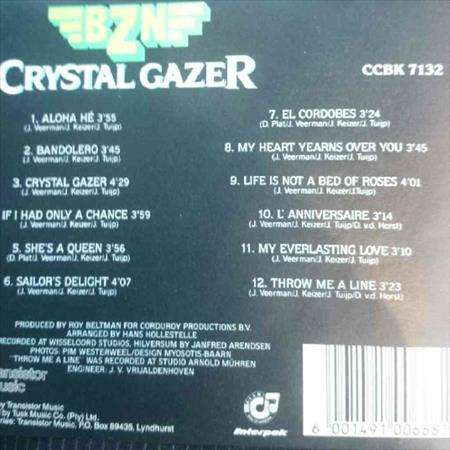 BZN
CRYSTAL GAZER
CCBK 7132
1. ALOHA HÉ 3'55
(J. Veerman/J. Keizer/J. Tuijp)
2. BANDOLERO 3'45
(J. Veerman/J. Keizer/J. Tuijp)
3. CRYSTAL GAZER 4'29
(J. Veerman/J. Keizer/J. Tuijp)
IF I HAD ONLY A CHANCE 3'59
(J. Veerman/J. Keizer/J. Tuijp)
5. SHE'S A QUEEN 3'56
(D. Plat/J. Veerman/J. Keizer/J. Tuijp)
6. SAILOR'S DELIGHT 4'07
(J. Veerman/J. Keizer/J. Tuijp)
7. EL CORDOBES 3'24
(D. Plat/J. Veerman/J. Keizer/J. Tuijp)
8. MY HEART YEARNS OVER YOU 3'45
(J. Veerman/J. Keizer/J. Tuijp)
9. LIFE IS NOT A BED OF ROSES 4'01
(J. Veerman/J. Keizer/J. Tuijp)
10. L' ANNIVERSAIRE 3'14
(J. Veerman/J. Keizer/J. Tuijp/D. v.d. Horst)
11. MY EVERLASTING LOVE 3'10
(J. Veerman/J. Keizer/J. Tuijp)
12. THROW ME A LINE 3'23
(J. Veerman/J. Keizer/J. Tuijp/D. v.d. Horst)
PRODUCED BY ROY BELTMAN FOR CORDUROY PRODUCTIONS B.V.
ARRANGED BY HANS HOLLESTELLE
RECORDED AT WISSELOORD STUDIOS, HILVERSUM BY JANFRED ARENDSEN
PHOTOS: PIM WESTERWEEL/DESIGN MYOSOTIS-BAARN
"THROW ME A LINE" WAS RECORDED AT STUDIO ARNOLD MÜHREN
ENGINEER: J. V. VRIJALDENHOVEN
transistor
music
by Transistor Music
by Tusk Music Co. (Pty) Ltd.
ries: Transistor Music, P.O. Box 89435, Lyndhurst
interpak
6 001491 00668